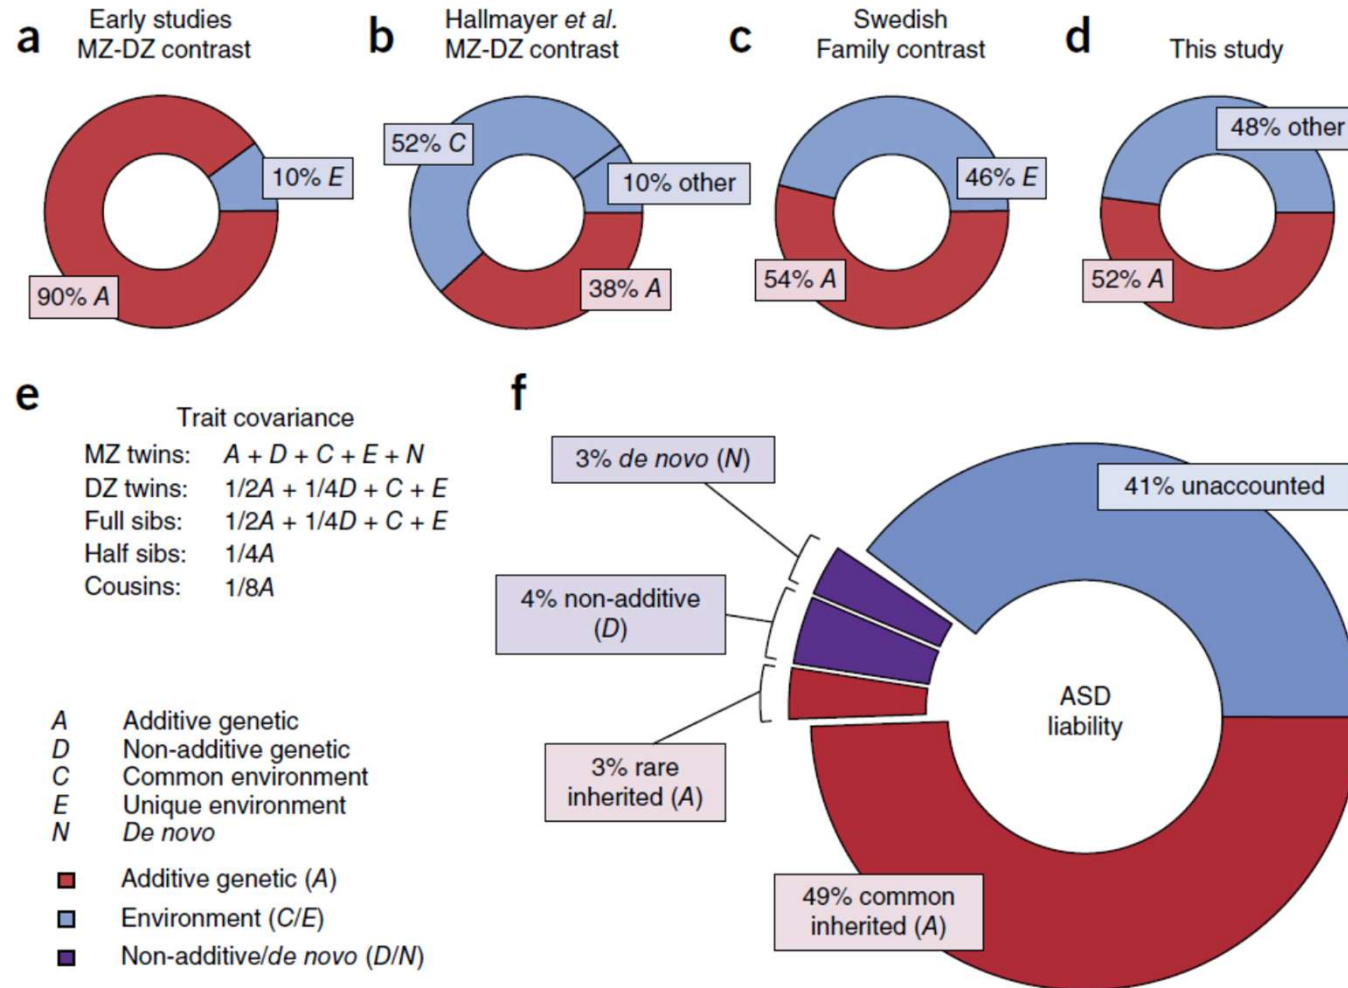 a
Early studies
MZ-DZ contrast
10% E
90% A
b
Hallmayer et al.
MZ-DZ contrast
52% C
10% other
38% A
c
Swedish
Family contrast
46% E
54% A
d
This study
48% other
52% A
e
Trait covariance
MZ twins: A + D + C + E + N
DZ twins: 1/2A + 1/4D + C + E
Full sibs: 1/2A + 1/4D + C + E
Half sibs: 1/4A
Cousins: 1/8A
A Additive genetic
D Non-additive genetic
C Common environment
E Unique environment
N De novo
Additive genetic (A)
Environment (C/E)
Non-additive/de novo (D/N)
f
3% de novo (N)
41% unaccounted
4% non-additive
(D)
ASD
liability
3% rare
inherited (A)
49% common
inherited (A)